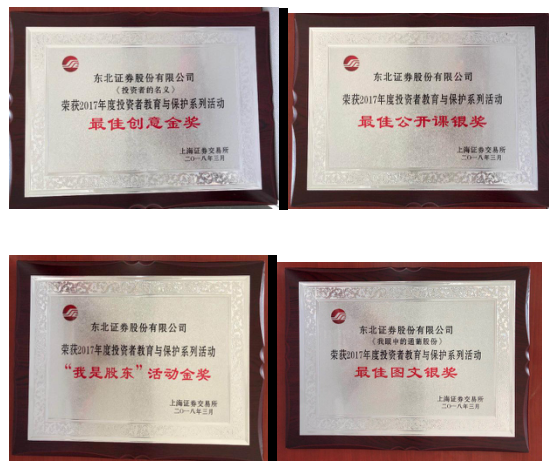 东北证券股份有限公司
（投资者的名义）
荣获2017年度投资者教育与保护系列活动
最佳创意金奖
上海证券交易所
二〇一八年三月
东北证券股份有限公司
荣获2017年度投资者教育与保护系列活动
最佳公开课银奖
上海证券交易所
二〇一八年三月
东北证券股份有限公司
荣获2017年度投资者教育与保护系列活动
“我是股东”活动金奖
上海证券交易所
二〇一八年三月
东北证券股份有限公司
（我眼中的通葡股份）
荣获2017年度投资者教育与保护系列活动
最佳图文银奖
上海证券交易所
二〇一八年三月